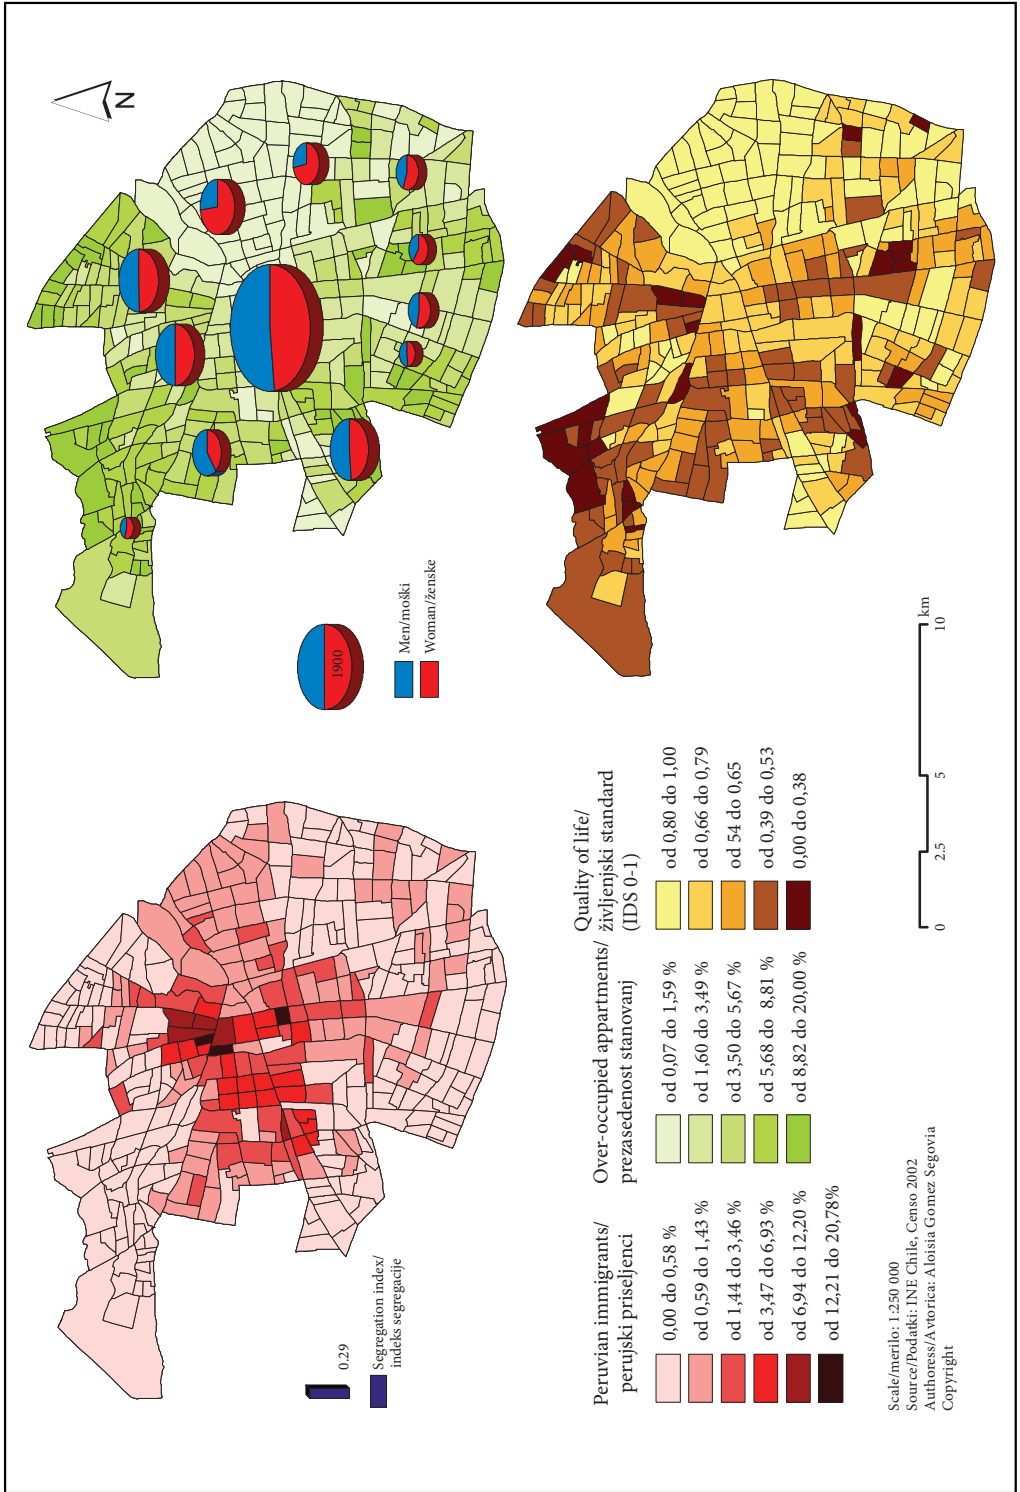 N
1900
Men/moški
Woman/ženske
0.29
Segregation index/
indeks segregacije
Peruvian immigrants/
perujski priseljenci
0,00 do 0,58 %
od 0,59 do 1,43 %
od 1,44 do 3,46 %
od 3,47 do 6,93 %
od 6,94 do 12,20 %
od 12,21 do 20,78%
Over-occupied appartments/
prezasedenost stanovanj
od 0,07 do 1,59 %
od 1,60 do 3,49 %
od 3,50 do 5,67 %
od 5,68 do 8,81 %
od 8,82 do 20,00 %
Quality of life/
življenjski standard
(IDS 0-1)
od 0,80 do 1,00
od 0,66 do 0,79
od 54 do 0,65
od 0,39 do 0,53
0,00 do 0,38
Scale/merilo: 1:250 000
Source/Podatki: INE Chile, Censo 2002
Authoress/Avtorica: Aloisia Gomez Segovia
Copyright
0 2.5 5 10
km